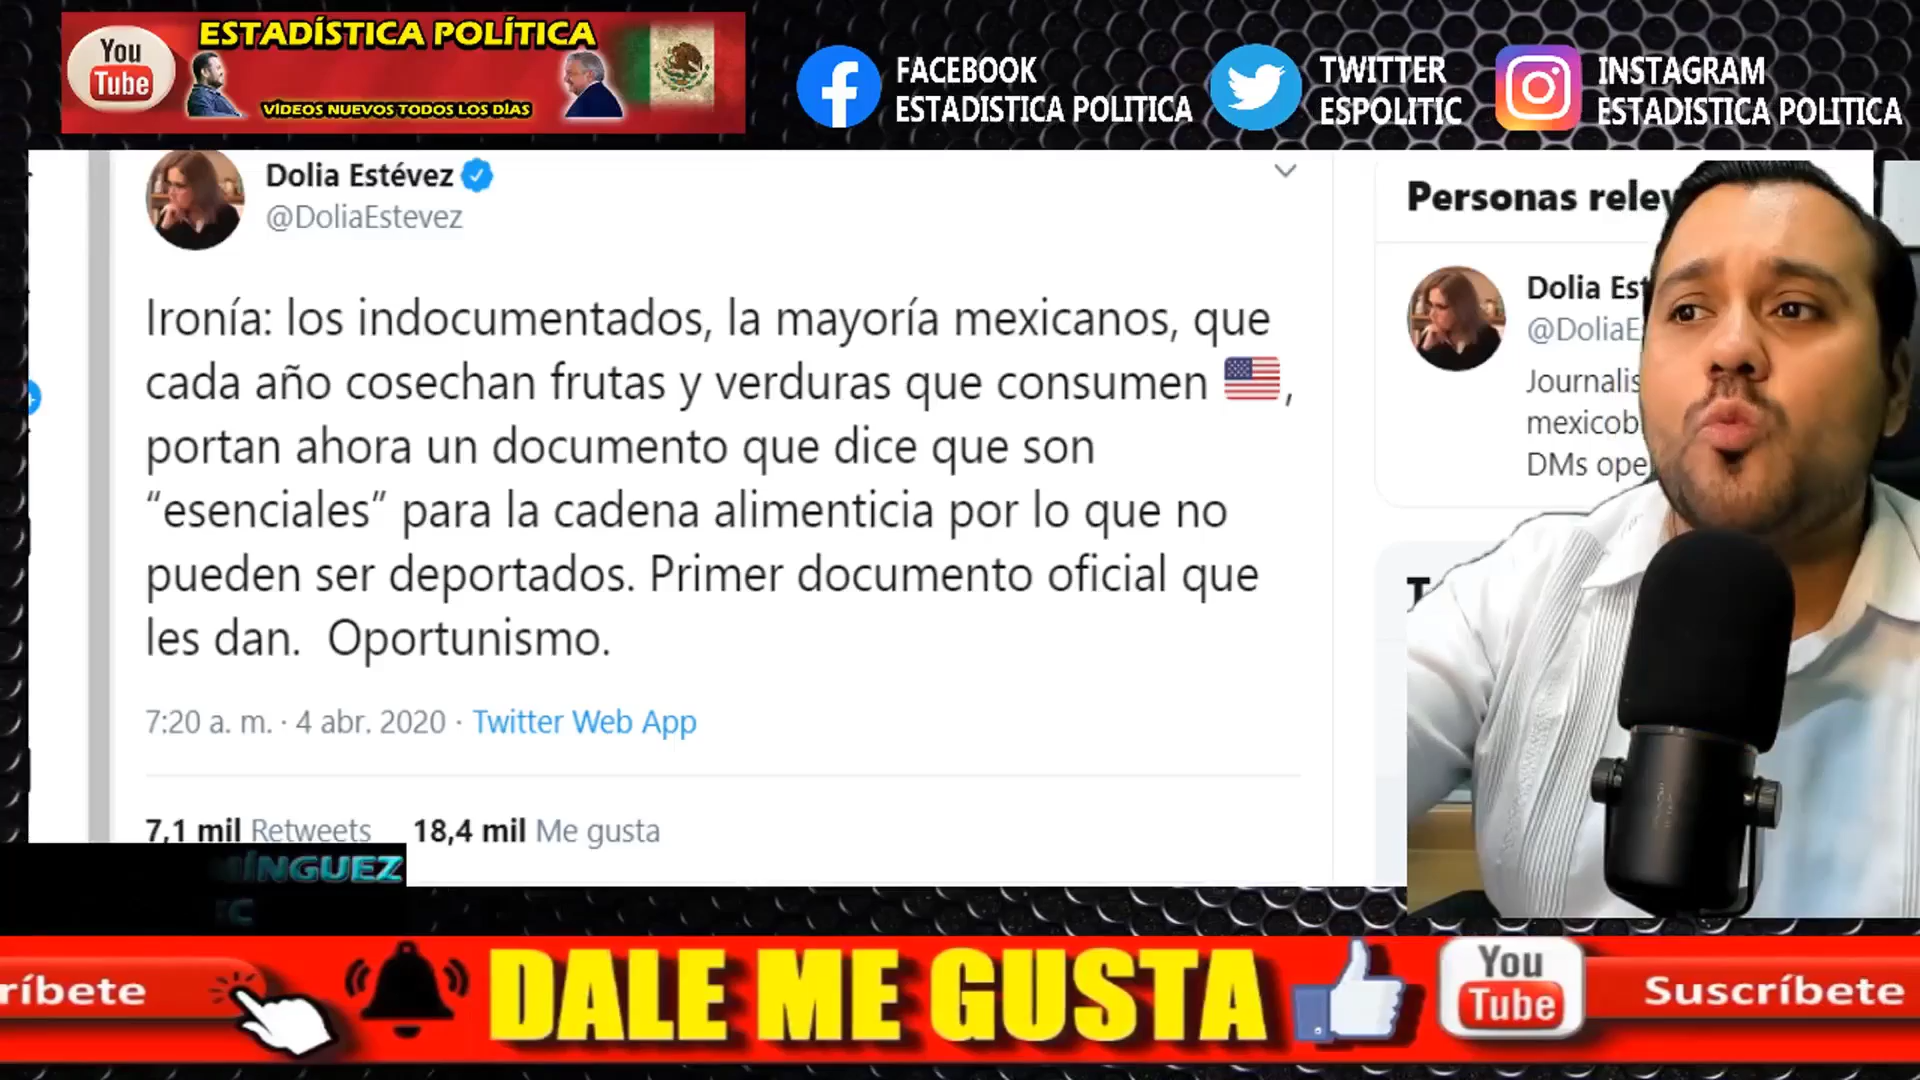 You
Tube
ESTADÍSTICA POLÍTICA
VÍDEOS NUEVOS TODOS LOS DÍAS
FACEBOOK
ESTADISTICA POLITICA
TWITTER
ESPOLITIC
INSTAGRAM
ESTADISTICA POLITICA
Dolia Estévez
@DoliaEstevez
Ironía: los indocumentados, la mayoría mexicanos, que
cada año cosechan frutas y verduras que consumen 🇺🇸,
portan ahora un documento que dice que son
“esenciales” para la cadena alimenticia por lo que no
pueden ser deportados. Primer documento oficial que
les dan. Oportunismo.
7:20 a. m. · 4 abr. 2020 · Twitter Web App
7,1 mil Retweets 18,4 mil Me gusta
Personas relev
Dolia Est
@DoliaE
Journalis
mexicob
DMs ope
T
ÍNGUEZ
C
ríbete
DALE ME GUSTA
You
Tube
Suscríbete